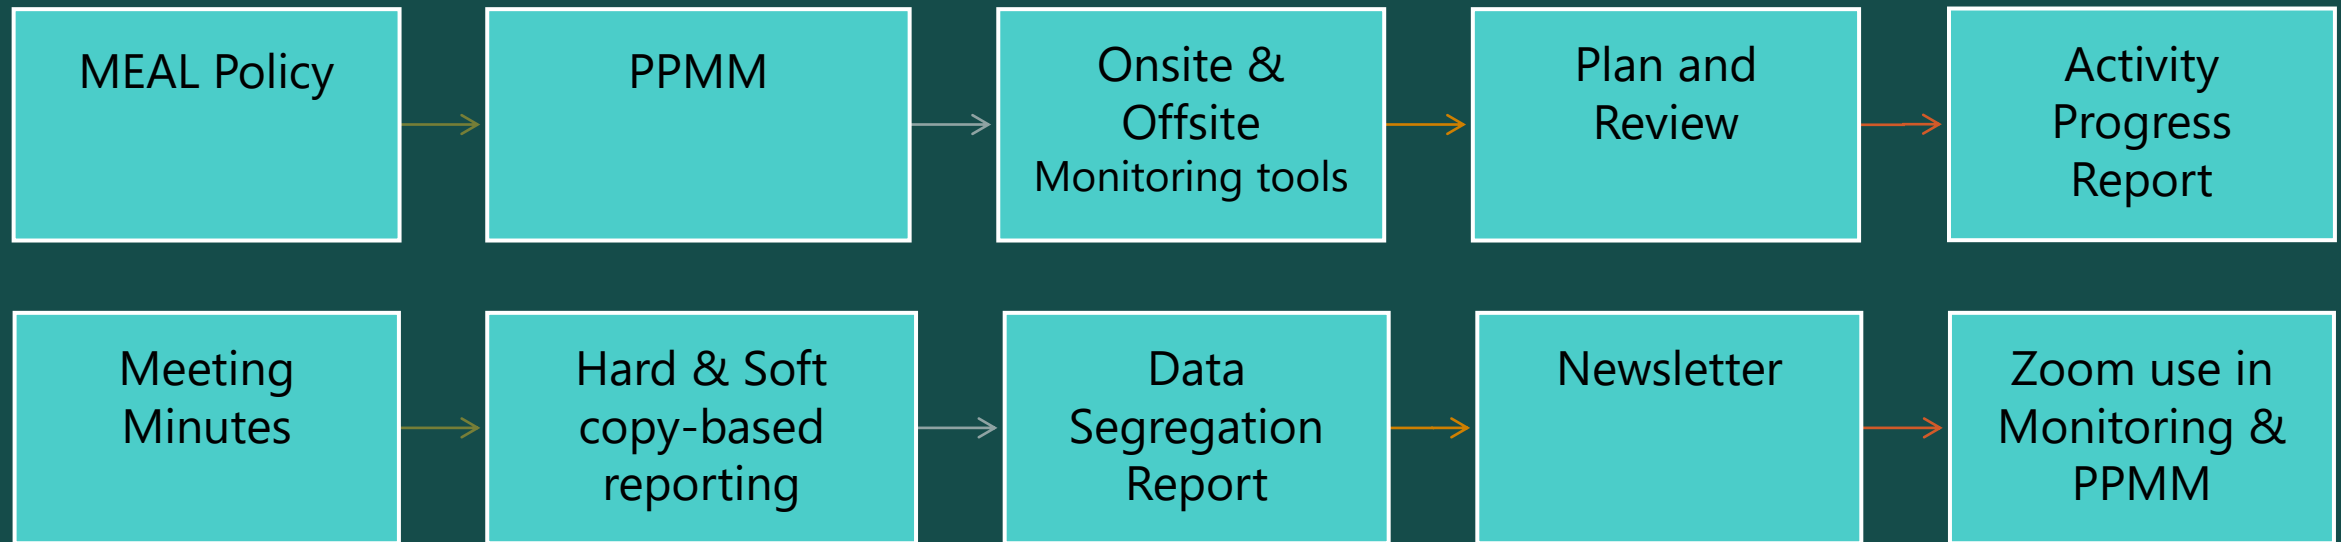 MEAL Policy
PPMM
Onsite &
Offsite
Monitoring tools
Plan and
Review
Activity
Progress
Report
Meeting
Minutes
Hard & Soft
copy-based
reporting
Data
Segregation
Report
Newsletter
Zoom use in
Monitoring &
PPMM